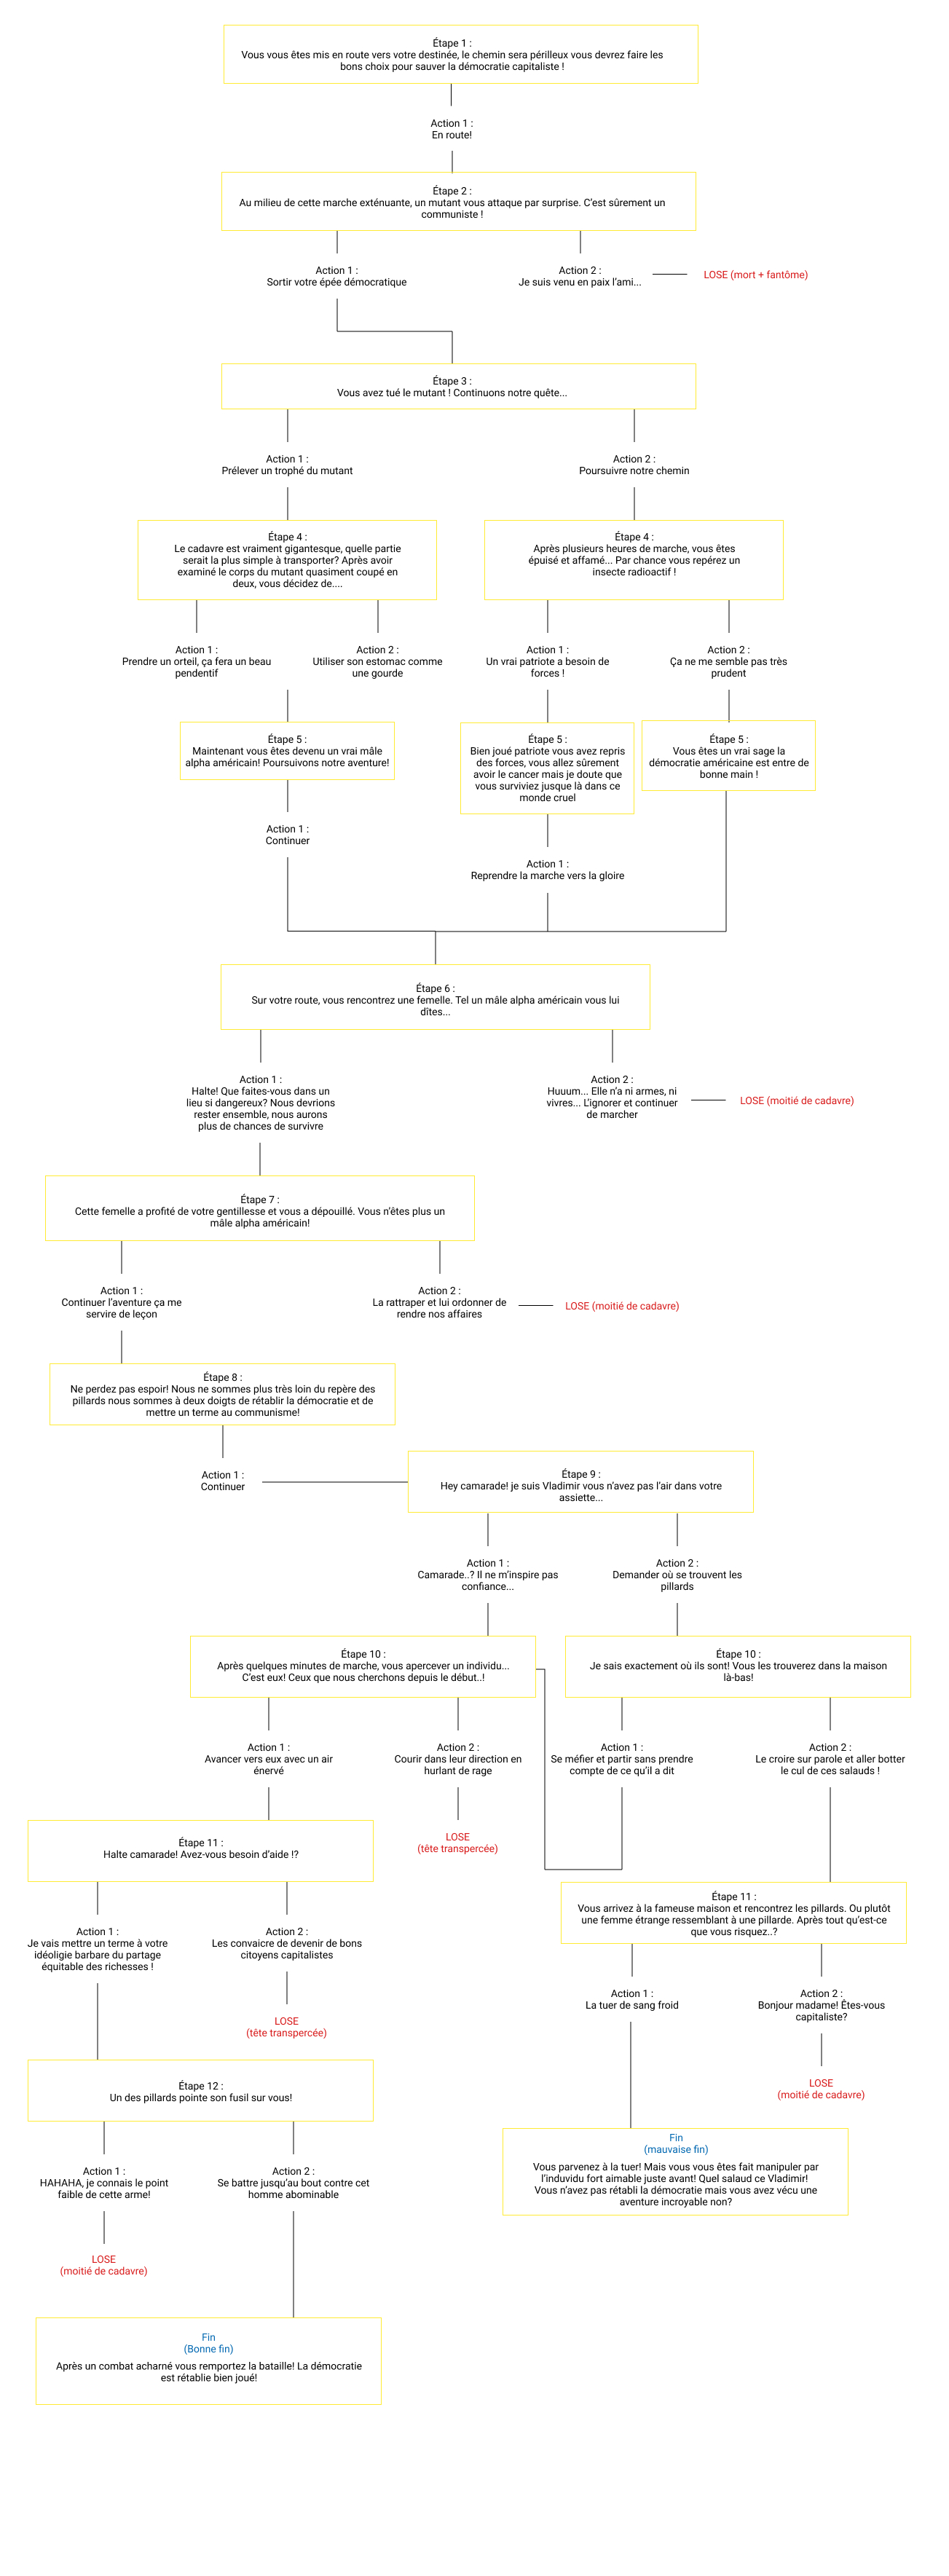 Étape 1 :
Vous vous êtes mis en route vers votre destinée, le chemin sera périlleux vous devrez faire les
bons choix pour sauver la démocratie capitaliste !
Action 1 :
En route!
Étape 2 :
Au milieu de cette marche exténuante, un mutant vous attaque par surprise. C'est sûrement un
communiste !
Action 1 :
Sortir votre épée démocratique
Action 2 :
Je suis venu en paix l'ami...
LOSE (mort + fantôme)
Étape 3 :
Vous avez tué le mutant ! Continuons notre quête...
Action 1 :
Prélever un trophé du mutant
Action 2 :
Poursuivre notre chemin
Étape 4 :
Le cadavre est vraiment gigantesque, quelle partie
serait la plus simple à transporter? Après avoir
examiné le corps du mutant quasiment coupé en
deux, vous décidez de....
Étape 4 :
Après plusieurs heures de marche, vous êtes
épuisé et affamé... Par chance vous repérez un
insecte radioactif !
Action 1 :
Prendre un orteil, ça fera un beau
pendentif
Action 2 :
Utiliser son estomac comme
une gourde
Action 1 :
Un vrai patriote a besoin de
forces !
Action 2 :
Ça ne me semble pas très
prudent
Étape 5 :
Maintenant vous êtes devenu un vrai mâle
alpha américain! Poursuivons notre aventure!
Étape 5 :
Bien joué patriote vous avez repris
des forces, vous allez sûrement
avoir le cancer mais je doute que
vous surviviez jusque là dans ce
monde cruel
Étape 5 :
Vous êtes un vrai sage la
démocratie américaine est entre de
bonne main !
Action 1 :
Continuer
Action 1 :
Reprendre la marche vers la gloire
Étape 6 :
Sur votre route, vous rencontrez une femelle. Tel un mâle alpha américain vous lui
dîtes...
Action 1 :
Halte! Que faites-vous dans un
lieu si dangereux? Nous devrions
rester ensemble, nous aurons
plus de chances de survivre
Action 2 :
Huuum... Elle n'a ni armes, ni
vivres... L'ignorer et continuer
de marcher
LOSE (moitié de cadavre)
Étape 7 :
Cette femelle a profité de votre gentillesse et vous a dépouillé. Vous n'êtes plus un
mâle alpha américain!
Action 1 :
Continuer l'aventure ça me
servire de leçon
Action 2 :
La rattraper et lui ordonner de
rendre nos affaires
LOSE (moitié de cadavre)
Étape 8 :
Ne perdez pas espoir! Nous ne sommes plus très loin du repère des
pillards nous sommes à deux doigts de rétablir la démocratie et de
mettre un terme au communisme!
Action 1 :
Continuer
Étape 9 :
Hey camarade! je suis Vladimir vous n'avez pas l'air dans votre
assiette...
Action 1 :
Camarade..? Il ne m'inspire pas
confiance...
Action 2 :
Demander où se trouvent les
pillards
Étape 10 :
Après quelques minutes de marche, vous apercever un individu...
C'est eux! Ceux que nous cherchons depuis le début..!
Étape 10 :
Je sais exactement où ils sont! Vous les trouverez dans la maison
là-bas!
Action 1 :
Avancer vers eux avec un air
énervé
Action 2 :
Courir dans leur direction en
hurlant de rage
Action 1 :
Se méfier et partir sans prendre
compte de ce qu'il a dit
Action 2 :
Le croire sur parole et aller botter
le cul de ces salauds !
LOSE
(tête transpercée)
Étape 11 :
Halte camarade! Avez-vous besoin d'aide !?
Étape 11 :
Vous arrivez à la fameuse maison et rencontrez les pillards. Ou plutôt
une femme étrange ressemblant à une pillarde. Après tout qu'est-ce
que vous risquez..?
Action 1 :
Je vais mettre un terme à votre
idéoligie barbare du partage
équitable des richesses !
Action 2 :
Les convaicre de devenir de bons
citoyens capitalistes
LOSE
(tête transpercée)
Action 1 :
La tuer de sang froid
Action 2 :
Bonjour madame! Êtes-vous
capitaliste?
LOSE
(moitié de cadavre)
Étape 12 :
Un des pillards pointe son fusil sur vous!
Fin
(mauvaise fin)
Vous parvenez à la tuer! Mais vous vous êtes fait manipuler par
l'induvidu fort aimable juste avant! Quel salaud ce Vladimir!
Vous n'avez pas rétabli la démocratie mais vous avez vécu une
aventure incroyable non?
Action 1 :
HAHAHA, je connais le point
faible de cette arme!
Action 2 :
Se battre jusqu'au bout contre cet
homme abominable
LOSE
(moitié de cadavre)
Fin
(Bonne fin)
Après un combat acharné vous remportez la bataille! La démocratie
est rétablie bien joué!